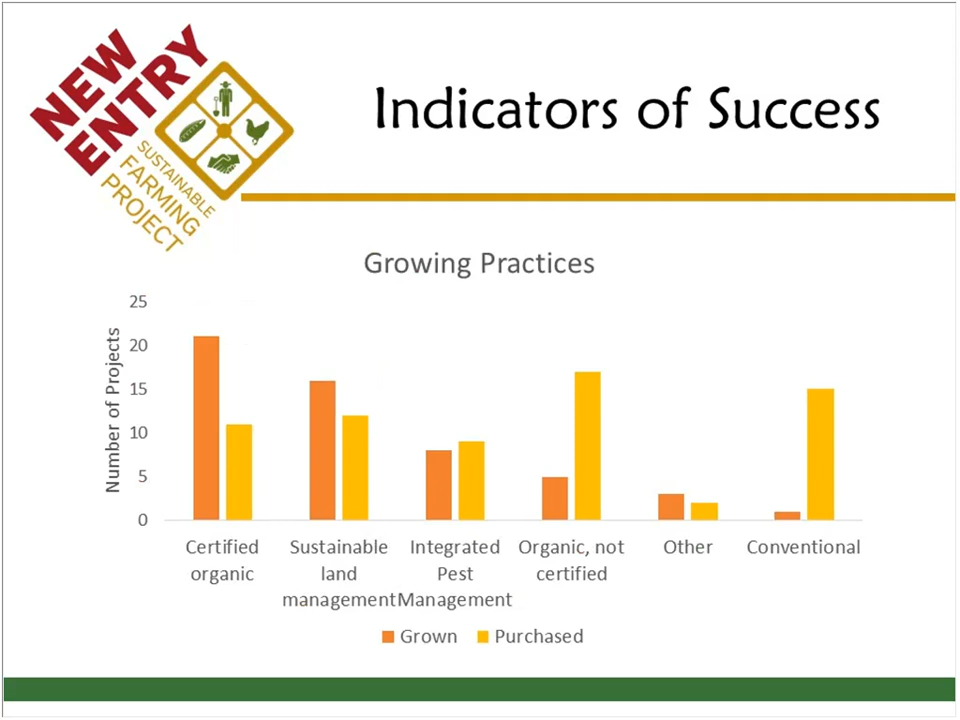 NEW
ENTRY
SUSTAINABLE
FARMING
PROJECT
Indicators of Success
Growing Practices
Number of Projects
25
20
15
10
5
0
Certified organic
Sustainable land management
Integrated Pest Management
Organic, not certified
Other
Conventional
Grown
Purchased